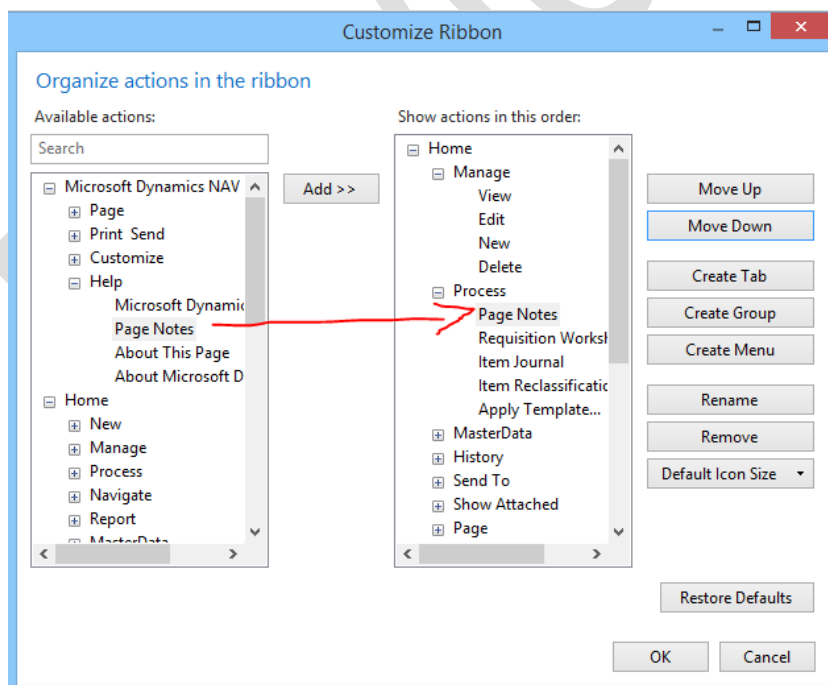 Customize Ribbon
Organize actions in the ribbon
Available actions:
Search
Microsoft Dynamics NAV
Page
Print Send
Customize
Help
Microsoft Dynamic
Page Notes
About This Page
About Microsoft D
Home
New
Manage
Process
Navigate
Report
MasterData
Add >>
Show actions in this order:
Home
Manage
View
Edit
New
Delete
Process
Page Notes
Requisition Worksh
Item Journal
Item Reclassificatic
Apply Template...
MasterData
History
Send To
Show Attached
Page
Move Up
Move Down
Create Tab
Create Group
Create Menu
Rename
Remove
Default Icon Size
Restore Defaults
OK
Cancel